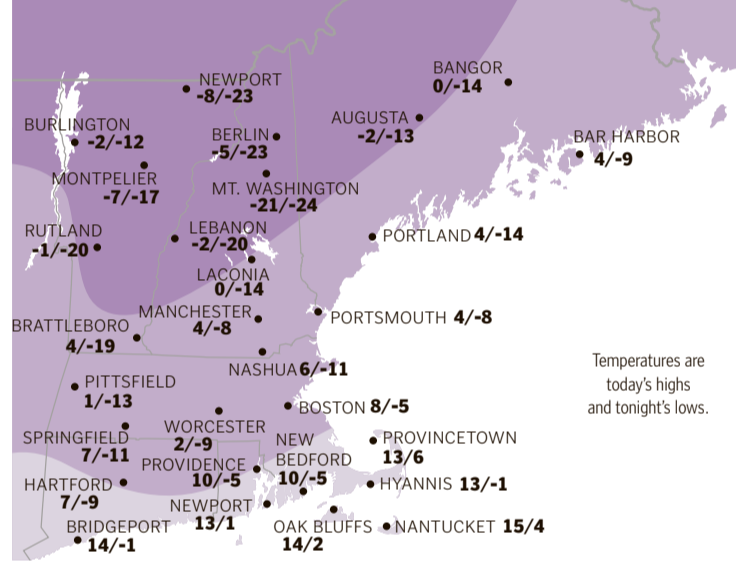 BANGOR
0/-14
NEWPORT
-8/-23
AUGUSTA
-2/-13
BURLINGTON
-2/-12
BERLIN
-5/-23
BAR HARBOR
4/-9
MONTPELIER
-7/-17
MT. WASHINGTON
-21/-24
RUTLAND
-1/-20
LEBANON
-2/-20
PORTLAND 4/-14
LACONIA
0/-14
MANCHESTER
4/-8
PORTSMOUTH 4/-8
BRATTLEBORO
4/-19
NASHUA 6/-11
Temperatures are
today's highs
and tonight's lows.
PITTSFIELD
1/-13
BOSTON 8/-5
WORCESTER
2/-9
SPRINGFIELD
7/-11
NEW
BEDFORD
10/-5
PROVINCETOWN
13/6
PROVIDENCE
10/-5
HARTFORD
7/-9
HYANNIS 13/-1
NEWPORT
13/1
BRIDGEPORT
14/-1
OAK BLUFFS
14/2
NANTUCKET 15/4